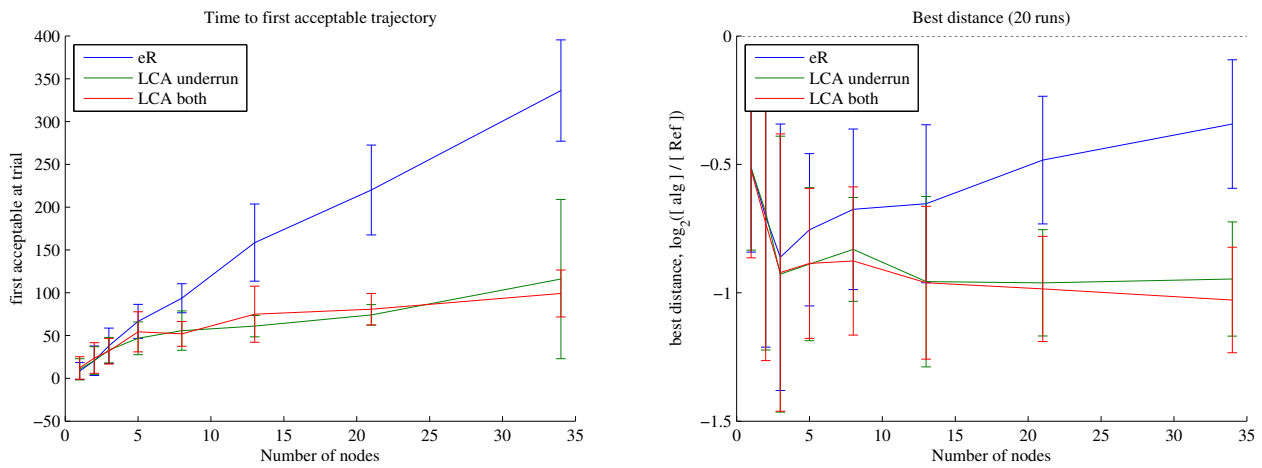 Time to first acceptable trajectory
400
350
300
250
200
150
100
50
0
−50
first acceptable at trial
eR
LCA underrun
LCA both
0 5 10 15 20 25 30 35
Number of nodes
Best distance (20 runs)
0
−0.5
−1
−1.5
best distance, log2([ alg ] / [ Ref ])
eR
LCA underrun
LCA both
0 5 10 15 20 25 30 35
Number of nodes